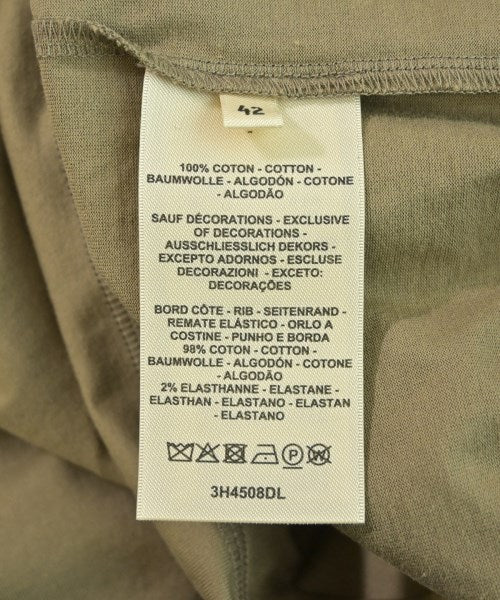 42
100% COTON - COTTON -
BAUMWOLLE - ALGODÓN - COTONE
- ALGODÃO
SAUF DÉCORATIONS - EXCLUSIVE
OF DECORATIONS -
AUSSCHLIESSLICH DEKORS -
EXCEPTO ADORNOS - ESCLUSE
DECORAZIONI - EXCETO:
DECORAÇÕES
BORD CÔTE - RIB - SEITENRAND -
REMATE ELÁSTICO - ORLO A
COSTINE - PUNHO E BORDA
98% COTON - COTTON -
BAUMWOLLE - ALGODÓN - COTONE
- ALGODÃO
2% ELASTHANNE - ELASTANE -
ELASTHAN - ELASTANO - ELASTAN
- ELASTANO
P W
3H4508DL